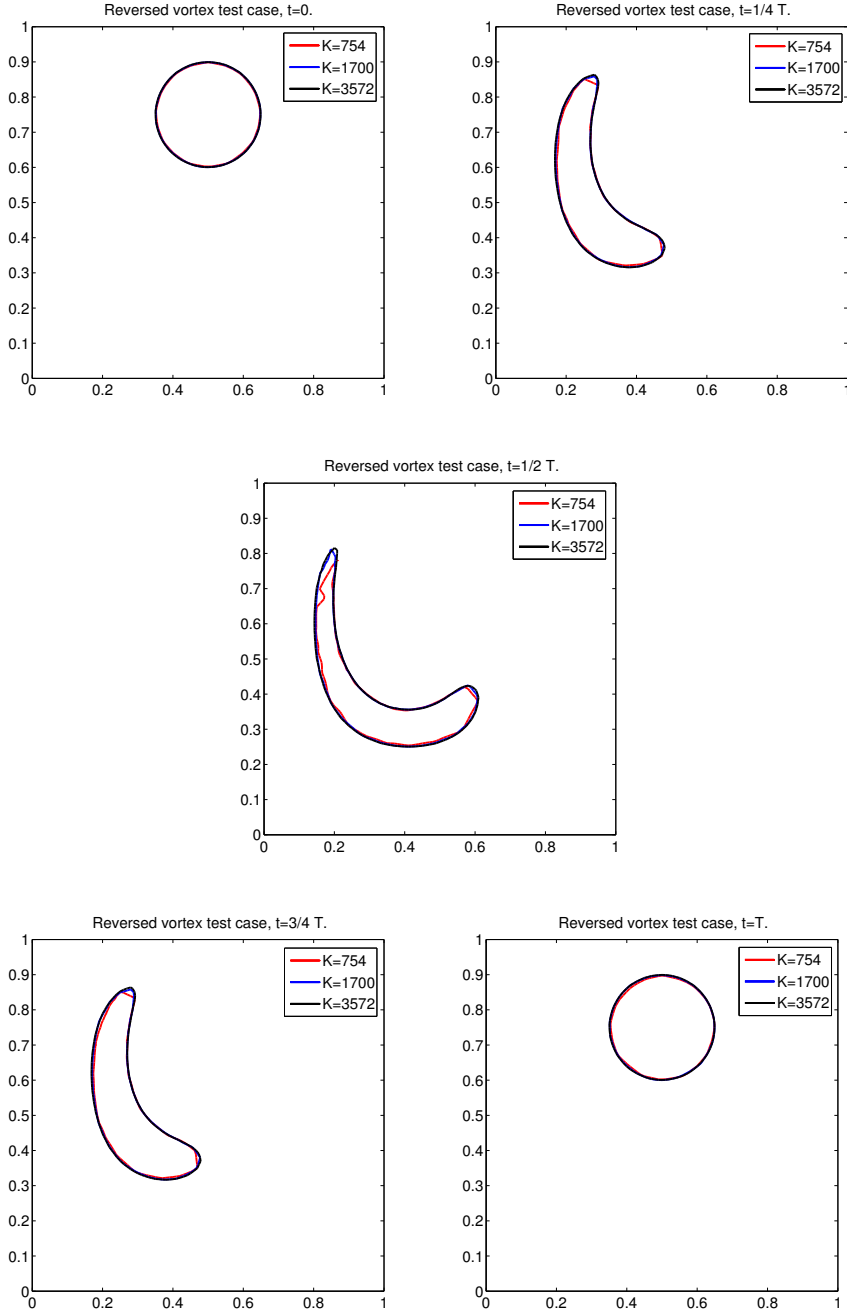 Reversed vortex test case, t=0.
1
0.9
0.8
0.7
0.6
0.5
0.4
0.3
0.2
0.1
0
0 0.2 0.4 0.6 0.8 1
K=754
K=1700
K=3572
Reversed vortex test case, t=1/4 T.
1
0.9
0.8
0.7
0.6
0.5
0.4
0.3
0.2
0.1
0
0 0.2 0.4 0.6 0.8 1
K=754
K=1700
K=3572
Reversed vortex test case, t=1/2 T.
1
0.9
0.8
0.7
0.6
0.5
0.4
0.3
0.2
0.1
0
0 0.2 0.4 0.6 0.8 1
K=754
K=1700
K=3572
Reversed vortex test case, t=3/4 T.
1
0.9
0.8
0.7
0.6
0.5
0.4
0.3
0.2
0.1
0
0 0.2 0.4 0.6 0.8 1
K=754
K=1700
K=3572
Reversed vortex test case, t=T.
1
0.9
0.8
0.7
0.6
0.5
0.4
0.3
0.2
0.1
0
0 0.2 0.4 0.6 0.8 1
K=754
K=1700
K=3572